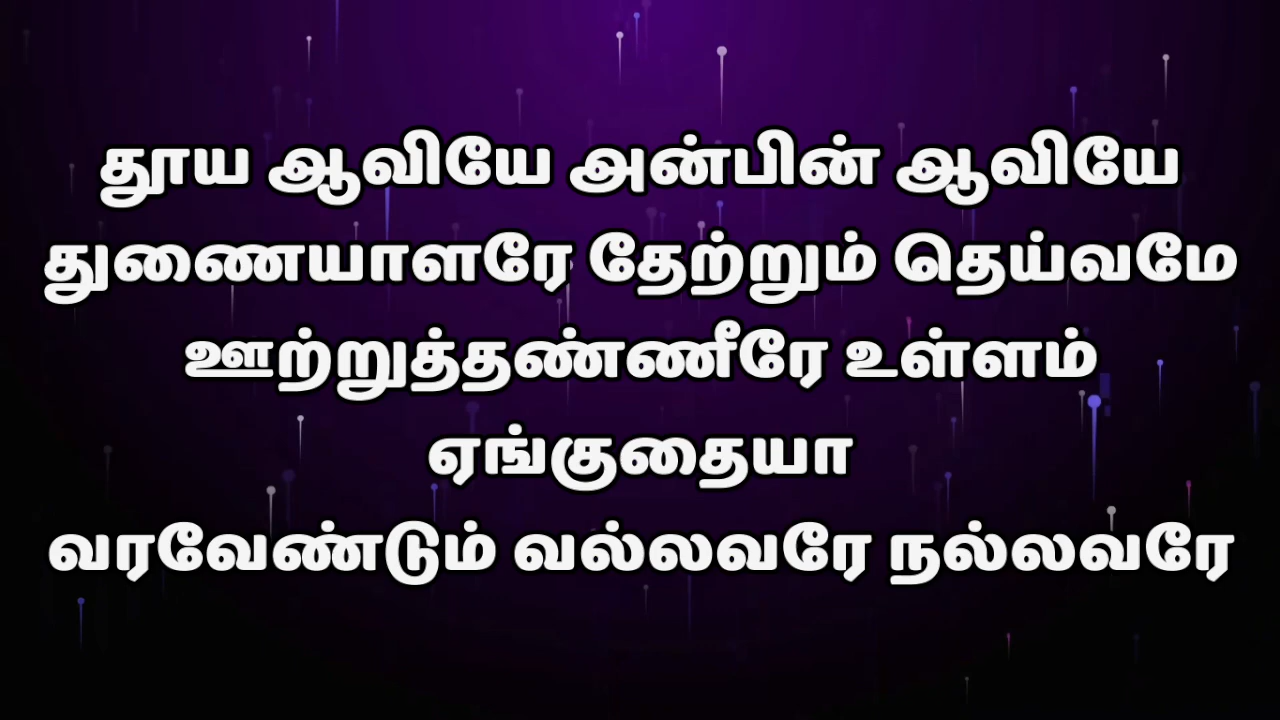 தூய ஆவியே அன்பின் ஆவியே
துணையாளரே தேற்றும் தெய்வமே
ஊற்றுத்தண்ணீரே உள்ளம்
ஏங்குதையா
வரவேண்டும் வல்லவரே நல்லவரே